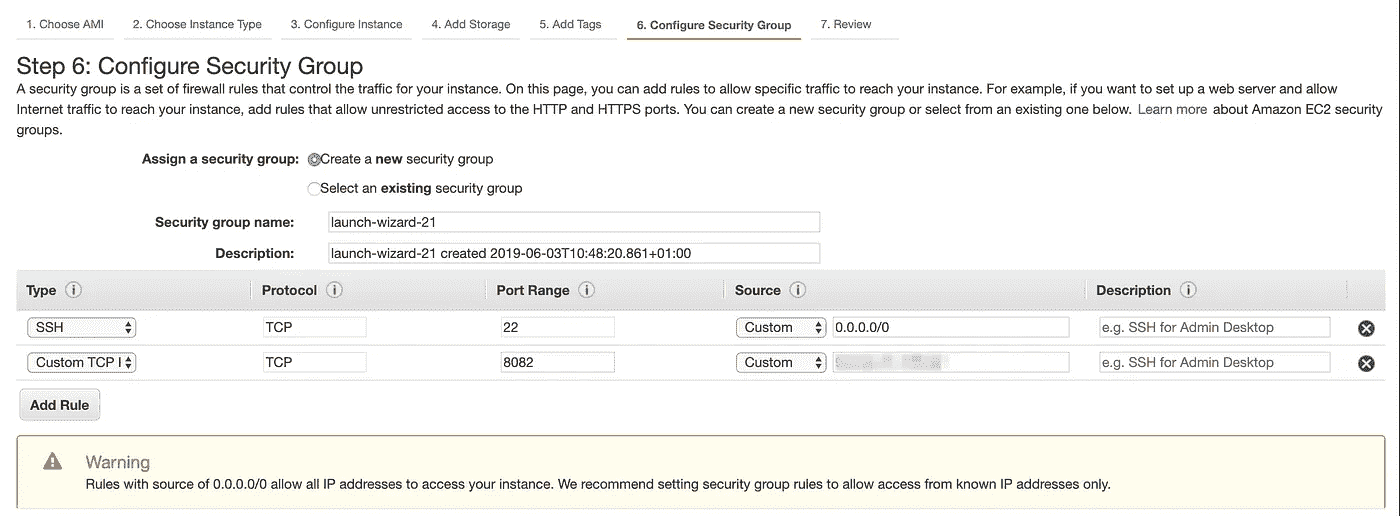 1. Choose AMI 2. Choose Instance Type 3. Configure Instance 4. Add Storage 5. Add Tags 6. Configure Security Group 7. Review
Step 6: Configure Security Group
A security group is a set of firewall rules that control the traffic for your instance. On this page, you can add rules to allow specific traffic to reach your instance. For example, if you want to set up a web server and allow
Internet traffic to reach your instance, add rules that allow unrestricted access to the HTTP and HTTPS ports. You can create a new security group or select from an existing one below. Learn more about Amazon EC2 security
groups.
Assign a security group: Create a new security group
Select an existing security group
Security group name: launch-wizard-21
Description: launch-wizard-21 created 2019-06-03T10:48:20.861+01:00
Type i Protocol i Port Range i Source i Description i
SSH TCP 22 Custom 0.0.0.0/0 e.g. SSH for Admin Desktop
Custom TCP I TCP 8082 Custom e.g. SSH for Admin Desktop
Add Rule
Warning
Rules with source of 0.0.0.0/0 allow all IP addresses to access your instance. We recommend setting security group rules to allow access from known IP addresses only.